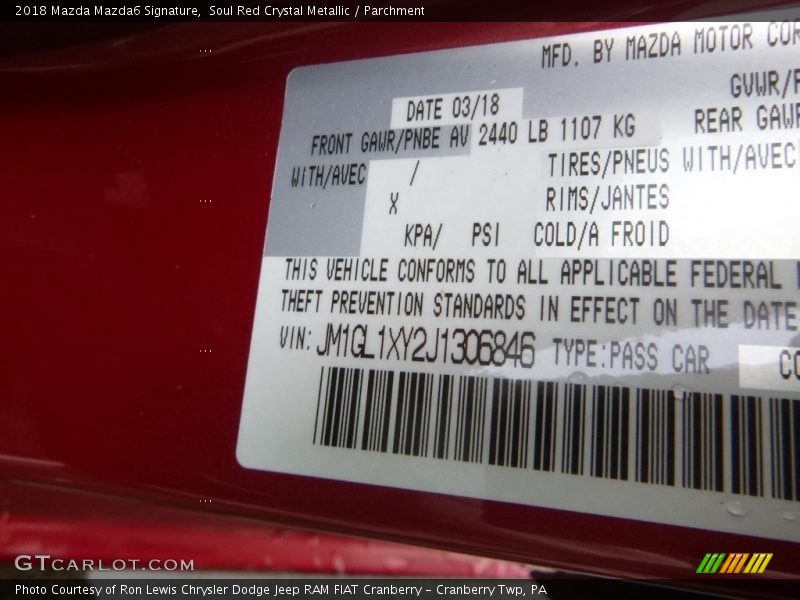 2018 Mazda Mazda6 Signature, Soul Red Crystal Metallic / Parchment
MFD. BY MAZDA MOTOR
GVWR/
DATE 03/18
FRONT GAWR/PNBE AV 2440 LB 1107 KG REAR GAWR
WITH/AVEC / TIRES/PNEUS WITH/AVEC
X RIMS/JANTES
KPA/ PSI COLD/A FROID
THIS VEHICLE CONFORMS TO ALL APPLICABLE FEDERAL
THEFT PREVENTION STANDARDS IN EFFECT ON THE DATE
VIN: JM1GL1XY2J1306846 TYPE:PASS CAR
GTCARLOT.COM
Photo Courtesy of Ron Lewis Chrysler Dodge Jeep RAM FIAT Cranberry – Cranberry Twp, PA